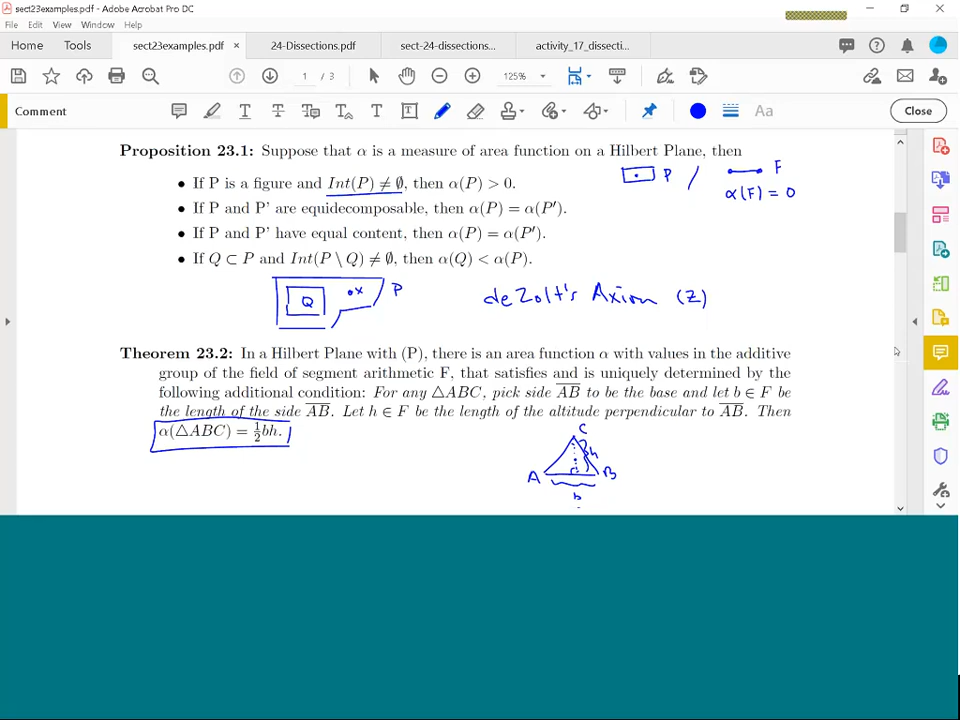 sect23examples.pdf - Adobe Acrobat Pro DC
File Edit View Window Help
Home Tools sect23examples.pdf × 24-Dissections.pdf sect-24-dissections... activity_17_dissecti...
1 / 3 125%
Comment Close
Proposition 23.1: Suppose that α is a measure of area function on a Hilbert Plane, then
• If P is a figure and Int(P) ≠ ∅, then α(P) > 0.
P / F
α(F) = 0
• If P and P' are equidecomposable, then α(P) = α(P').
• If P and P' have equal content, then α(P) = α(P').
• If Q ⊂ P and Int(P \ Q) ≠ ∅, then α(Q) < α(P).
Q x P deZolt's Axiom (Z)
Theorem 23.2: In a Hilbert Plane with (P), there is an area function α with values in the additive
group of the field of segment arithmetic F, that satisfies and is uniquely determined by the
following additional condition: For any △ABC, pick side AB to be the base and let b ∈ F be
the length of the side AB. Let h ∈ F be the length of the altitude perpendicular to AB. Then
α(△ABC) = ½bh.
C
h
A B
b